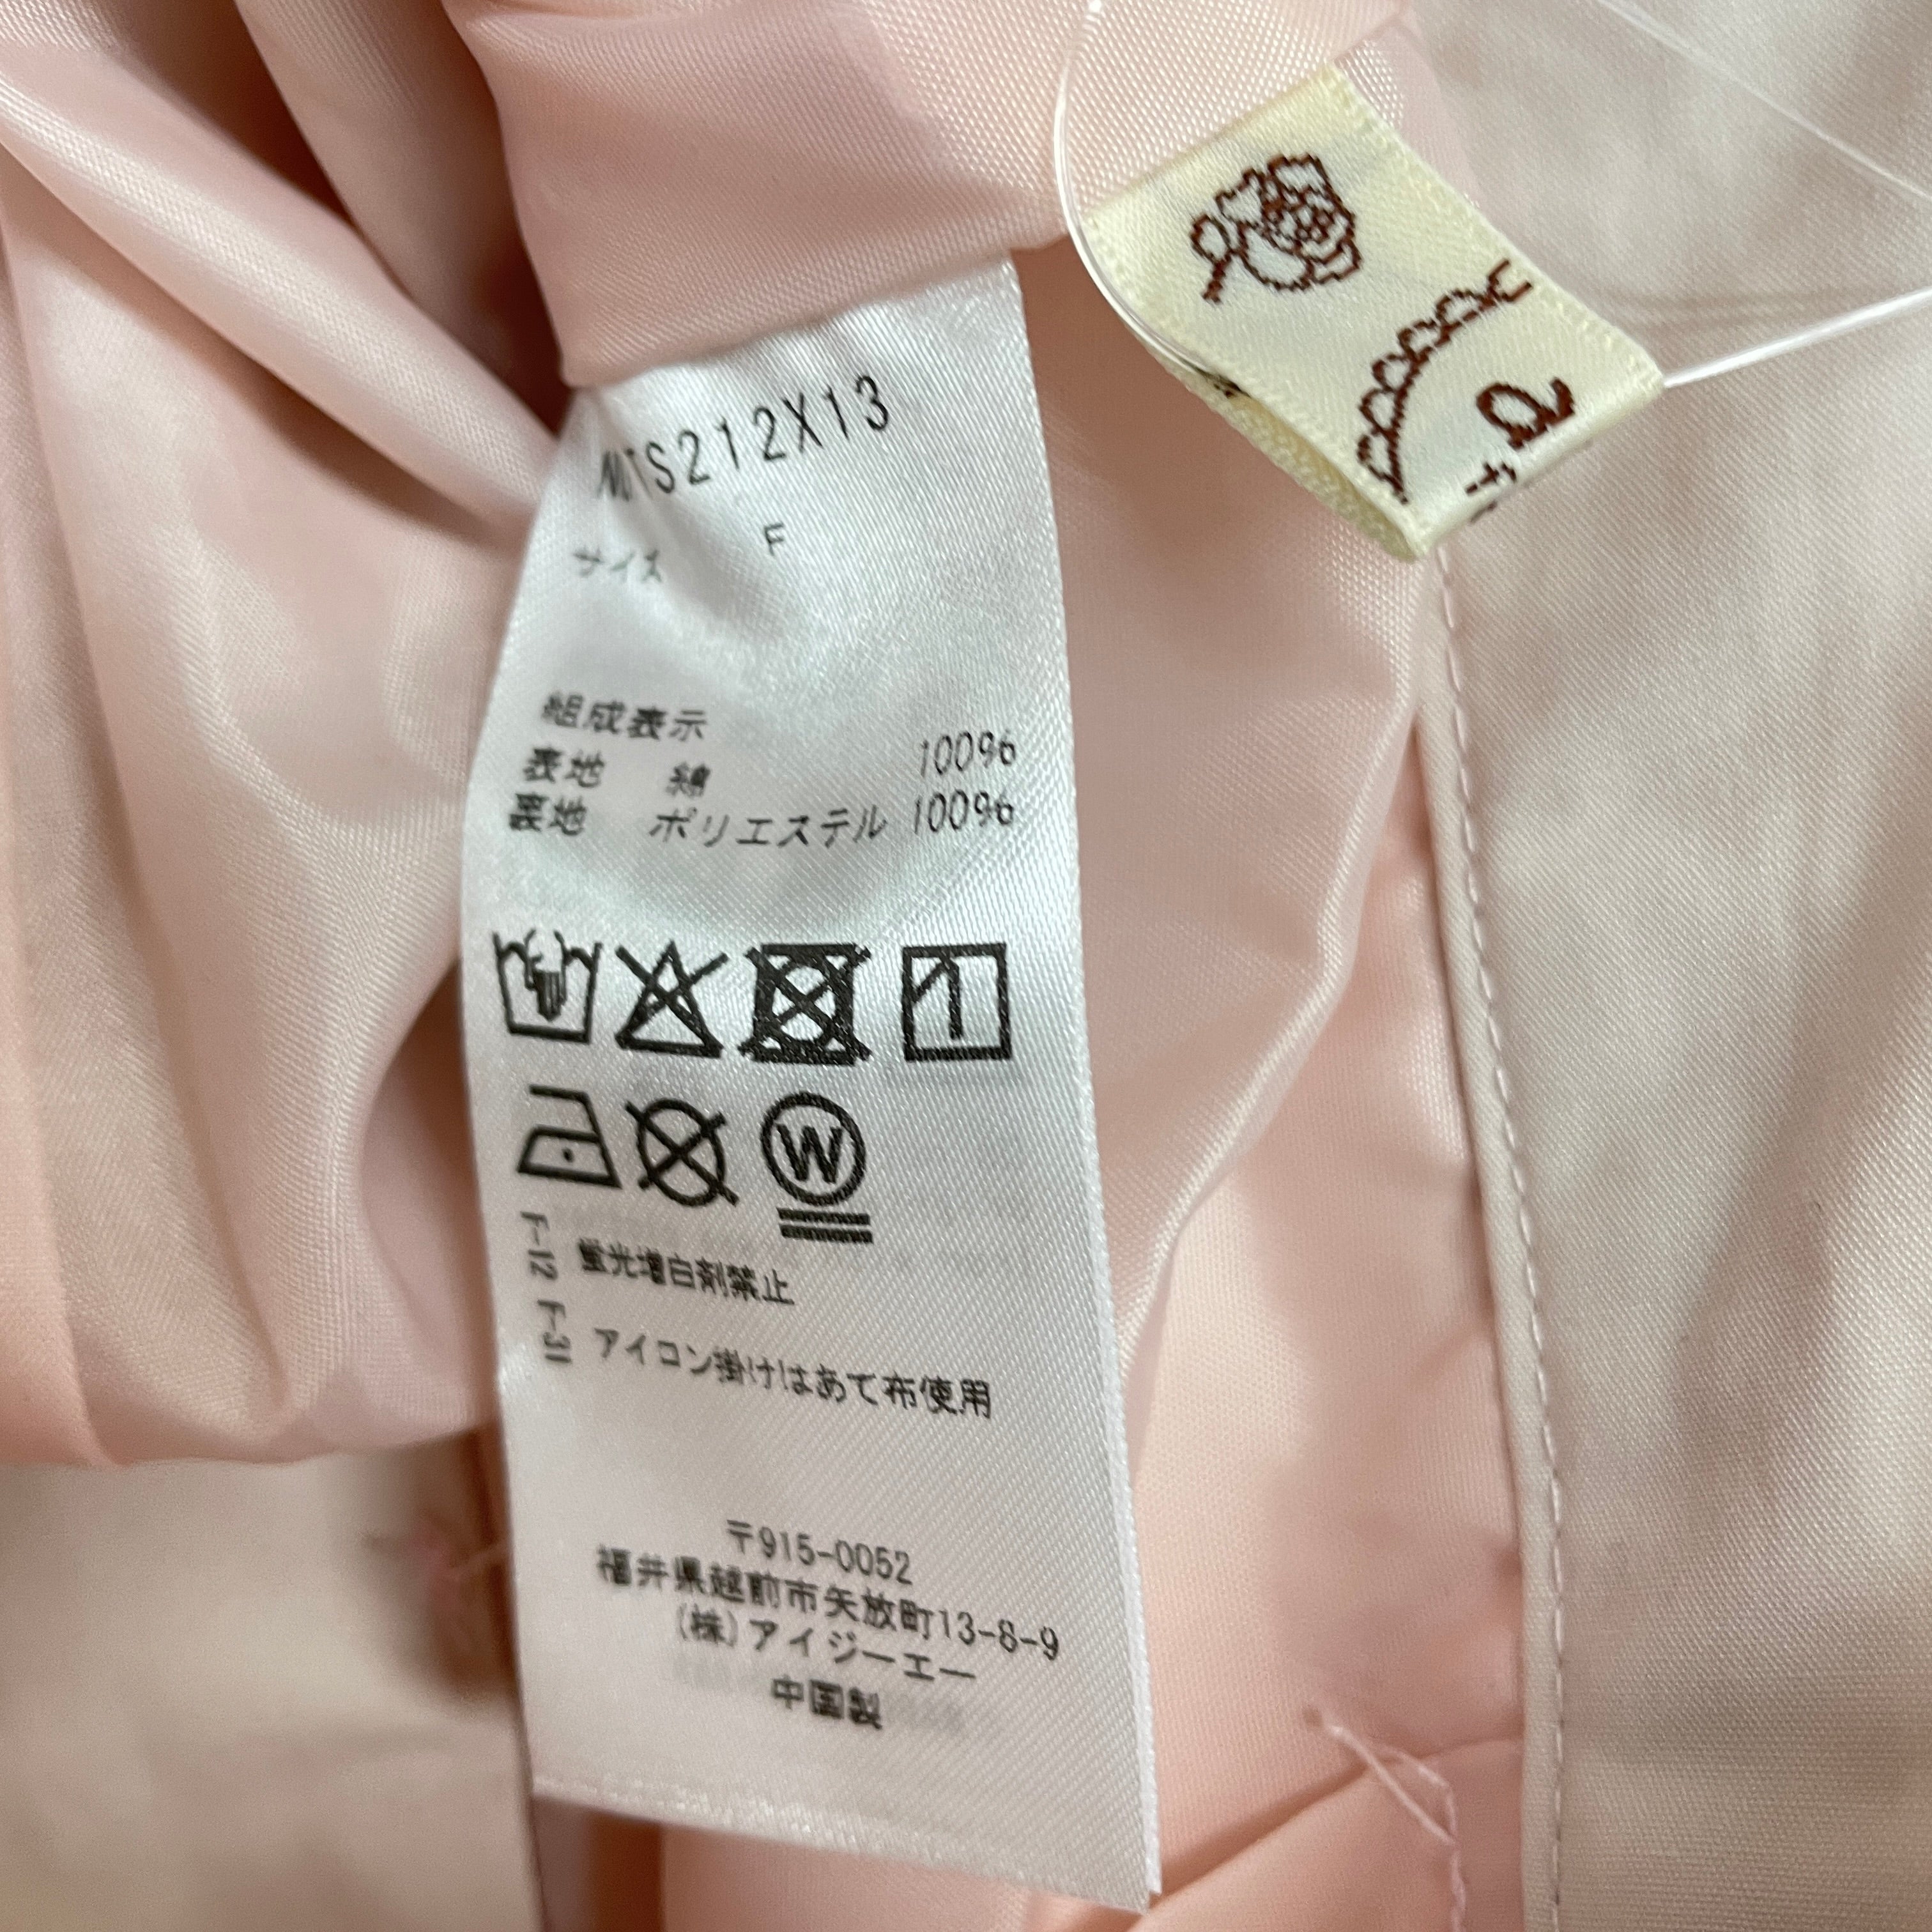 サイズ F
組成表示
表地 綿 100%
裏地 ポリエステル 100%
W
F-12 蛍光増白剤禁止
F-31 アイロン掛けはあて布使用
〒915-0052
福井県越前市矢放町13-8-9
(株)アイジーエー
中国製